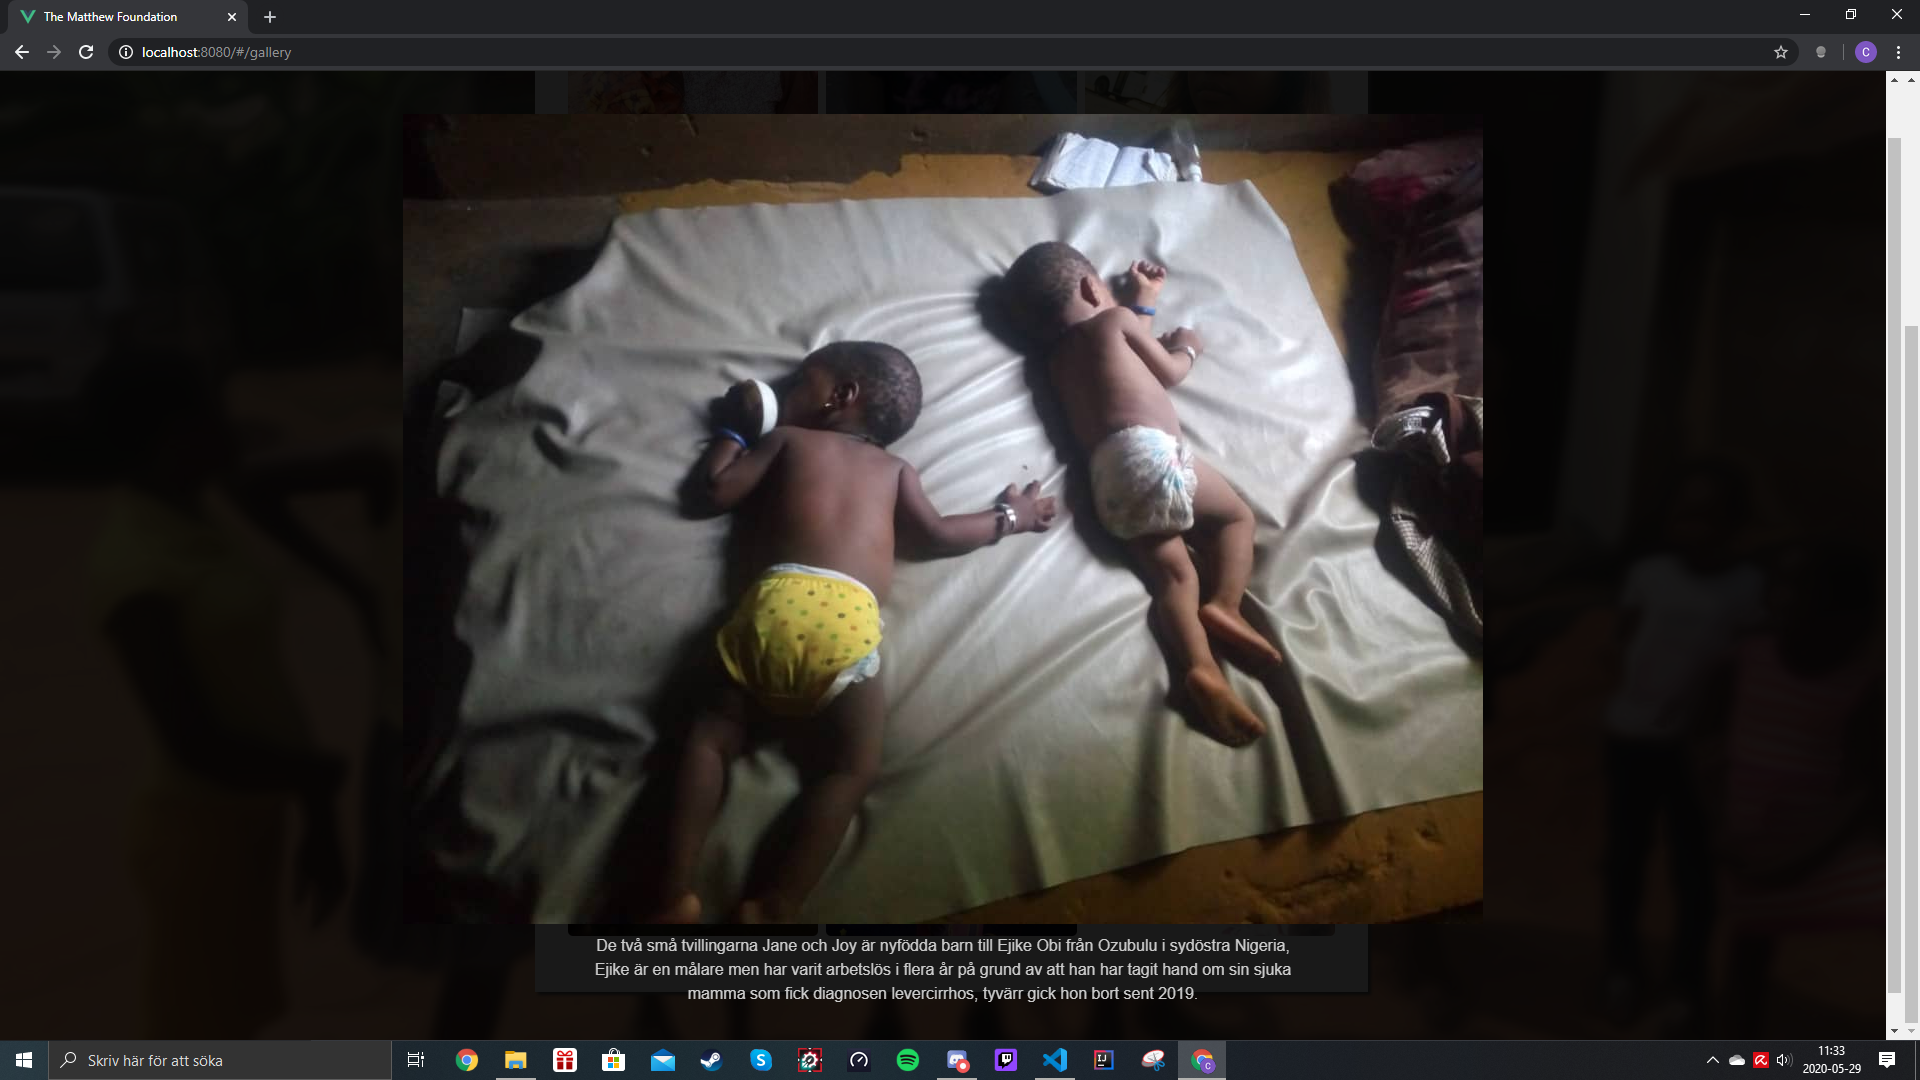 The Matthew Foundation
localhost:8080/#/gallery
C
De två små tvillingarna Jane och Joy är nyfödda barn till Ejike Obi från Ozubulu i sydöstra Nigeria,
Ejike är en målare men har varit arbetslös i flera år på grund av att han har tagit hand om sin sjuka
mamma som fick diagnosen levercirrhos, tyvärr gick hon bort sent 2019.
Skriv här för att söka
11:33
2020-05-29